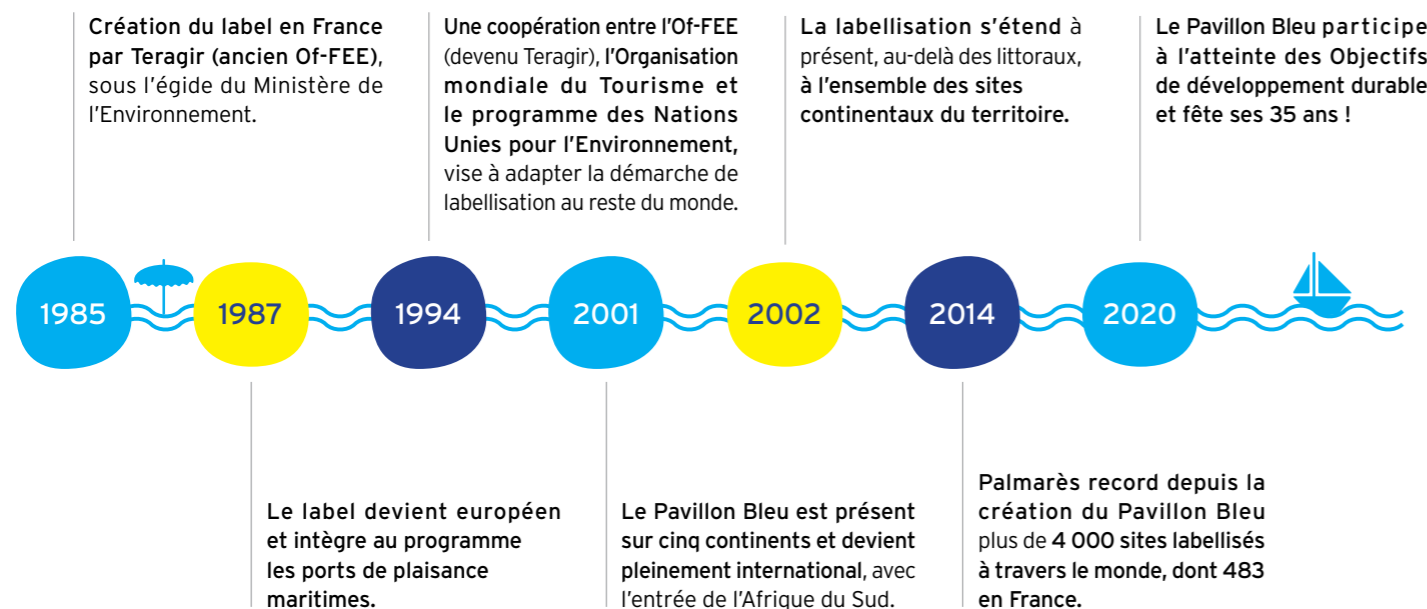 Création du label en France
par Teragir (ancien Of-FEE),
sous l'égide du Ministère de
l'Environnement.
Une coopération entre l'Of-FEE
(devenu Teragir), l'Organisation
mondiale du Tourisme et
le programme des Nations
Unies pour l'Environnement,
vise à adapter la démarche de
labellisation au reste du monde.
La labellisation s'étend à
présent, au-delà des littoraux,
à l'ensemble des sites
continentaux du territoire.
Le Pavillon Bleu participe
à l'atteinte des Objectifs
de développement durable
et fête ses 35 ans !
1985
1987
1994
2001
2002
2014
2020
Le label devient européen
et intègre au programme
les ports de plaisance
maritimes.
Le Pavillon Bleu est présent
sur cinq continents et devient
pleinement international, avec
l'entrée de l'Afrique du Sud.
Palmarès record depuis la
création du Pavillon Bleu
plus de 4 000 sites labellisés
à travers le monde, dont 483
en France.